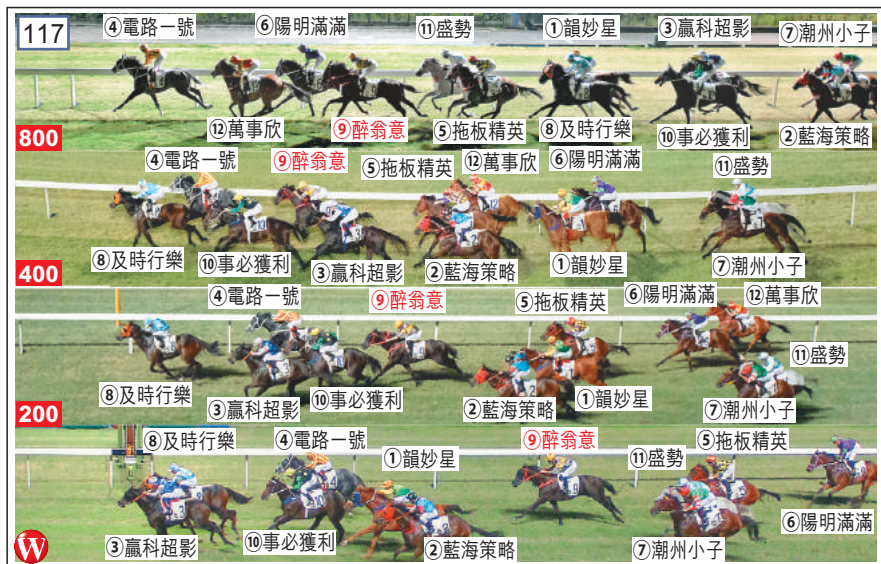 117
④電路一號 ⑥陽明滿滿 ⑪盛勢 ①韻妙星 ③贏科超影 ⑦潮州小子
800 ⑫萬事欣 ⑨醉翁意 ⑤拖板精英 ⑧及時行樂 ⑩事必獲利 ②藍海策略
④電路一號 ⑨醉翁意 ⑤拖板精英 ⑫萬事欣 ⑥陽明滿滿 ⑪盛勢
400 ⑧及時行樂 ⑩事必獲利 ③贏科超影 ②藍海策略 ①韻妙星 ⑦潮州小子
④電路一號 ⑨醉翁意 ⑤拖板精英 ⑥陽明滿滿 ⑫萬事欣
⑪盛勢
200 ⑧及時行樂 ③贏科超影 ⑩事必獲利 ②藍海策略 ①韻妙星 ⑦潮州小子
⑧及時行樂 ④電路一號 ①韻妙星 ⑨醉翁意 ⑪盛勢 ⑤拖板精英
⑥陽明滿滿
W ③贏科超影 ⑩事必獲利 ②藍海策略 ⑦潮州小子